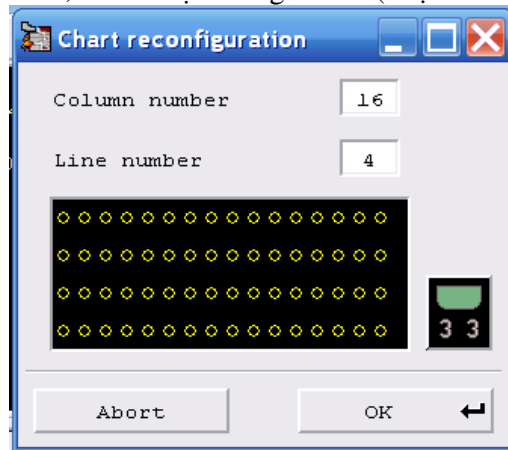 Chart reconfiguration
Column number 16
Line number 4
3 3
Abort OK